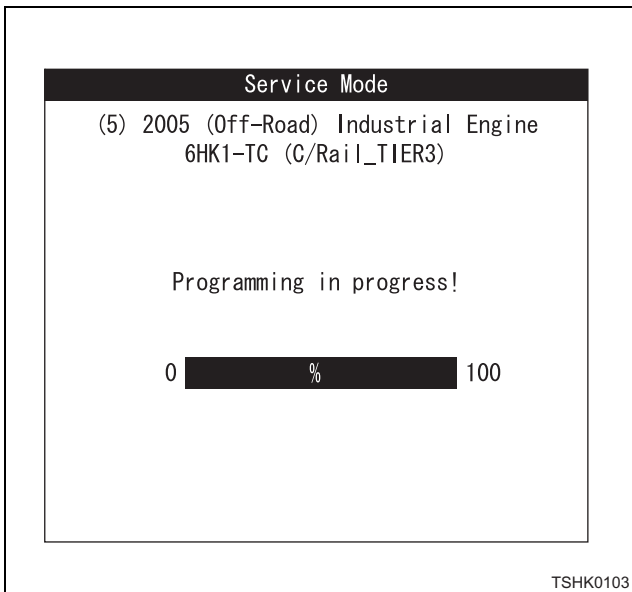 Service Mode
(5) 2005 (Off-Road) Industrial Engine
6HK1-TC (C/Rail_TIER3)
Programming in progress!
0 % 100
TSHK0103